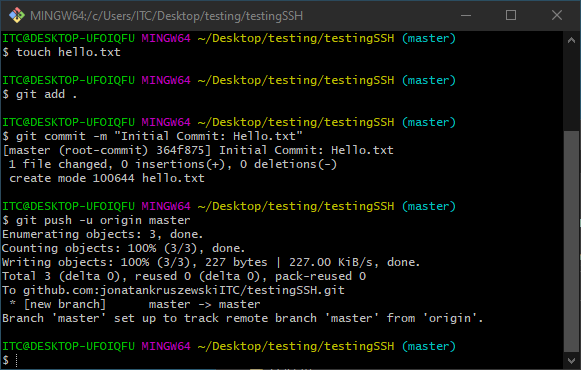 MINGW64:/c/Users/ITC/Desktop/testing/testingSSH
ITC@DESKTOP-UFOIQFU MINGW64 ~/Desktop/testing/testingSSH (master)
$ touch hello.txt
ITC@DESKTOP-UFOIQFU MINGW64 ~/Desktop/testing/testingSSH (master)
$ git add .
ITC@DESKTOP-UFOIQFU MINGW64 ~/Desktop/testing/testingSSH (master)
$ git commit -m "Initial Commit: Hello.txt"
[master (root-commit) 364f875] Initial Commit: Hello.txt
 1 file changed, 0 insertions(+), 0 deletions(-)
 create mode 100644 hello.txt
ITC@DESKTOP-UFOIQFU MINGW64 ~/Desktop/testing/testingSSH (master)
$ git push -u origin master
Enumerating objects: 3, done.
Counting objects: 100% (3/3), done.
Writing objects: 100% (3/3), 227 bytes | 227.00 KiB/s, done.
Total 3 (delta 0), reused 0 (delta 0), pack-reused 0
To github.com:jonatankruszewskiITC/testingSSH.git
 * [new branch]      master -> master
Branch 'master' set up to track remote branch 'master' from 'origin'.
ITC@DESKTOP-UFOIQFU MINGW64 ~/Desktop/testing/testingSSH (master)
$